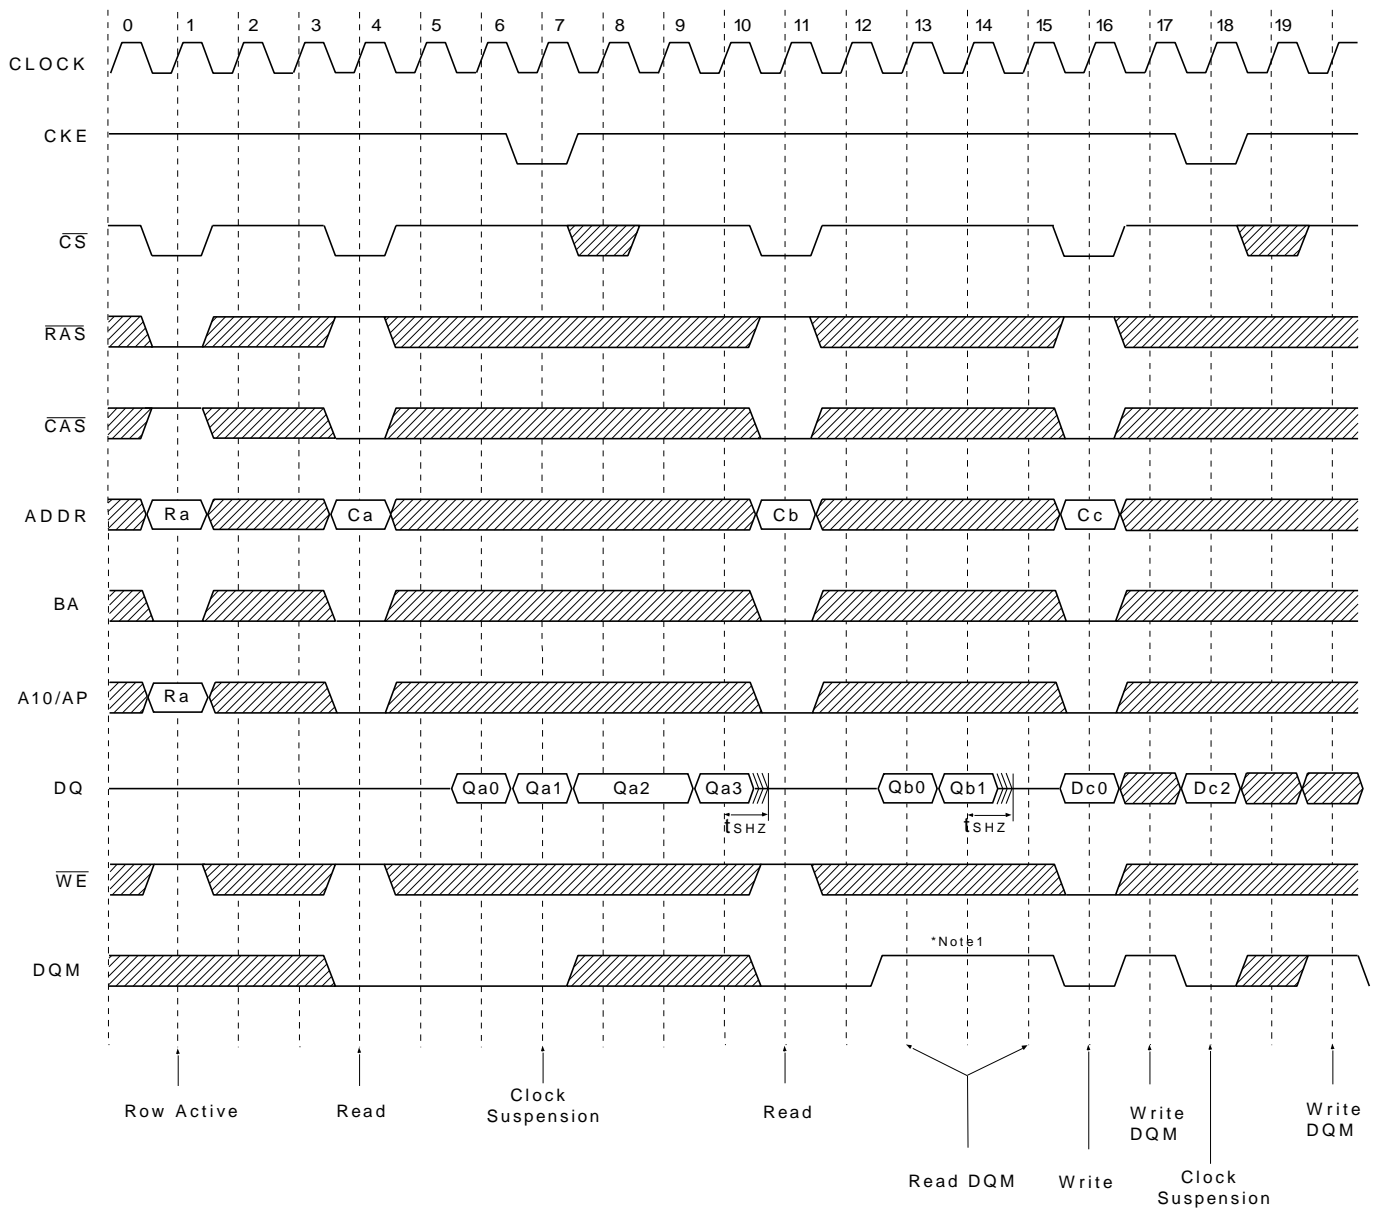 0 1 2 3 4 5 6 7 8 9 10 11 12 13 14 15 16 17 18 19
CLOCK
CKE
CS
RAS
CAS
ADDR Ra Ca Cb Cc
BA
A10/AP Ra
DQ Qa0 Qa1 Qa2 Qa3 Qb0 Qb1 Dc0 Dc2
tSHZ tSHZ
WE
*Note1
DQM
Row Active
Read
Clock
Suspension
Read
Read DQM
Write
Write
DQM
Clock
Suspension
Write
DQM